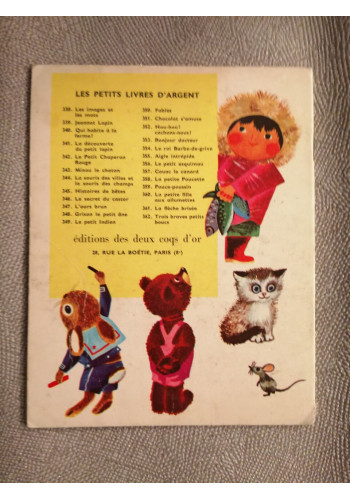 LES PETITS LIVRES D'ARGENT
338. Les images et
les mots
339. Jeannot Lapin
340. Qui habite à la
ferme?
341. La découverte
du petit lapin
342. Le Petit Chaperon
Rouge
343. Minou le chaton
344. La souris des villes et
la souris des champs
345. Histoires de bêtes
346. Le secret du castor
347. L'ours brun
348. Grison le petit âne
349. Le petit Indien
350. Fables
351. Chocolat s'amuse
352. Hou-hou!
cachons-nous!
353. Bonjour docteur
354. Le roi Barbe-de-grive
355. Aigle intrépide
356. Le petit esquimau
357. Couac le canard
358. La petite Poucette
359. Pouce-poussin
360. La petite fille
aux allumettes
361. La flèche brisée
362. Trois braves petits
bœufs
éditions des deux coqs d'or
28, RUE LA BOÉTIE, PARIS (8e)